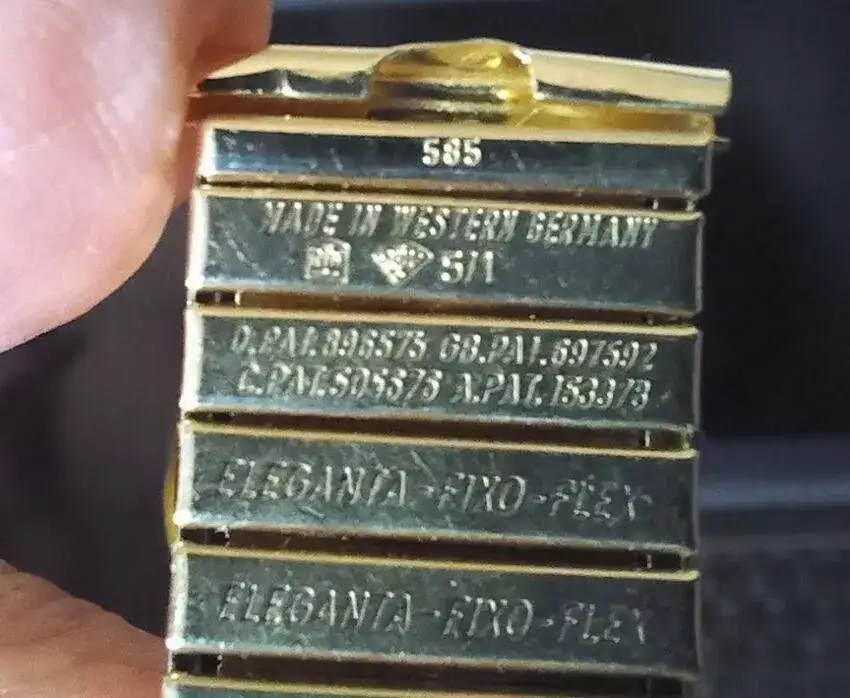 585
MADE IN WESTERN GERMANY
5/1
D.PAT.896575 GB.PAT.697592
C.PAT.505576 A.PAT.153373
ELEGANTA-FIXO-FLEX
ELEGANTA-FIXO-FLEX